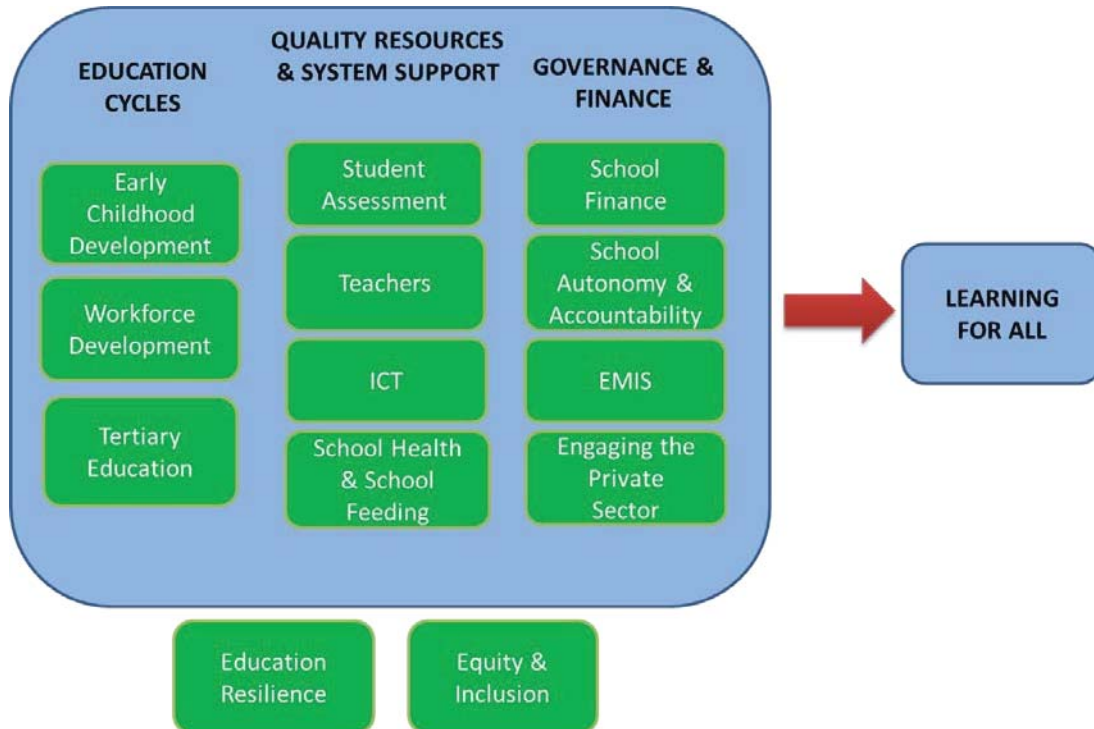 EDUCATION
CYCLES
Early
Childhood
Development
Workforce
Development
Tertiary
Education
QUALITY RESOURCES
& SYSTEM SUPPORT
Student
Assessment
Teachers
ICT
School Health
& School
Feeding
GOVERNANCE &
FINANCE
School
Finance
School
Autonomy &
Accountability
EMIS
Engaging the
Private
Sector
LEARNING
FOR ALL
Education
Resilience
Equity &
Inclusion